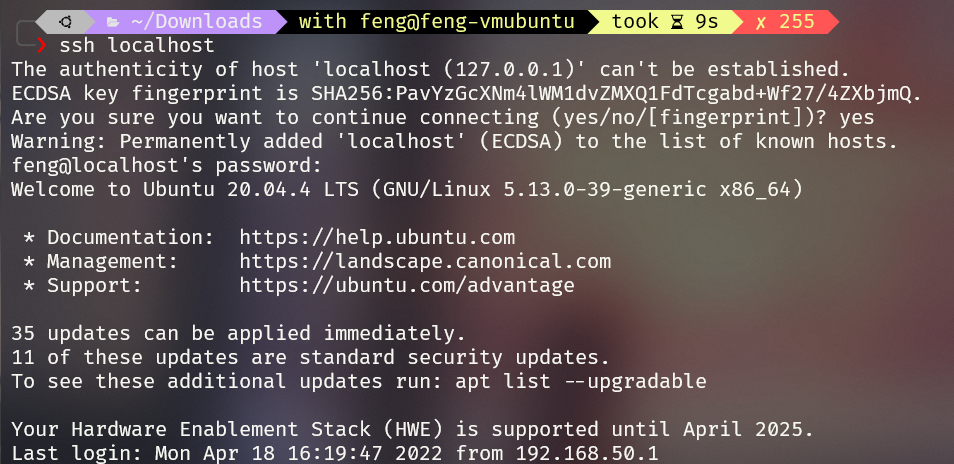 ~/Downloads with feng@feng-vmubuntu took 9s ✗ 255
❯ ssh localhost
The authenticity of host 'localhost (127.0.0.1)' can't be established.
ECDSA key fingerprint is SHA256:PavYzGcXNm4lWM1dvZMXQ1FdTcgabd+Wf27/4ZXbjmQ.
Are you sure you want to continue connecting (yes/no/[fingerprint])? yes
Warning: Permanently added 'localhost' (ECDSA) to the list of known hosts.
feng@localhost's password:
Welcome to Ubuntu 20.04.4 LTS (GNU/Linux 5.13.0-39-generic x86_64)
* Documentation:  https://help.ubuntu.com
* Management:     https://landscape.canonical.com
* Support:        https://ubuntu.com/advantage
35 updates can be applied immediately.
11 of these updates are standard security updates.
To see these additional updates run: apt list --upgradable
Your Hardware Enablement Stack (HWE) is supported until April 2025.
Last login: Mon Apr 18 16:19:47 2022 from 192.168.50.1